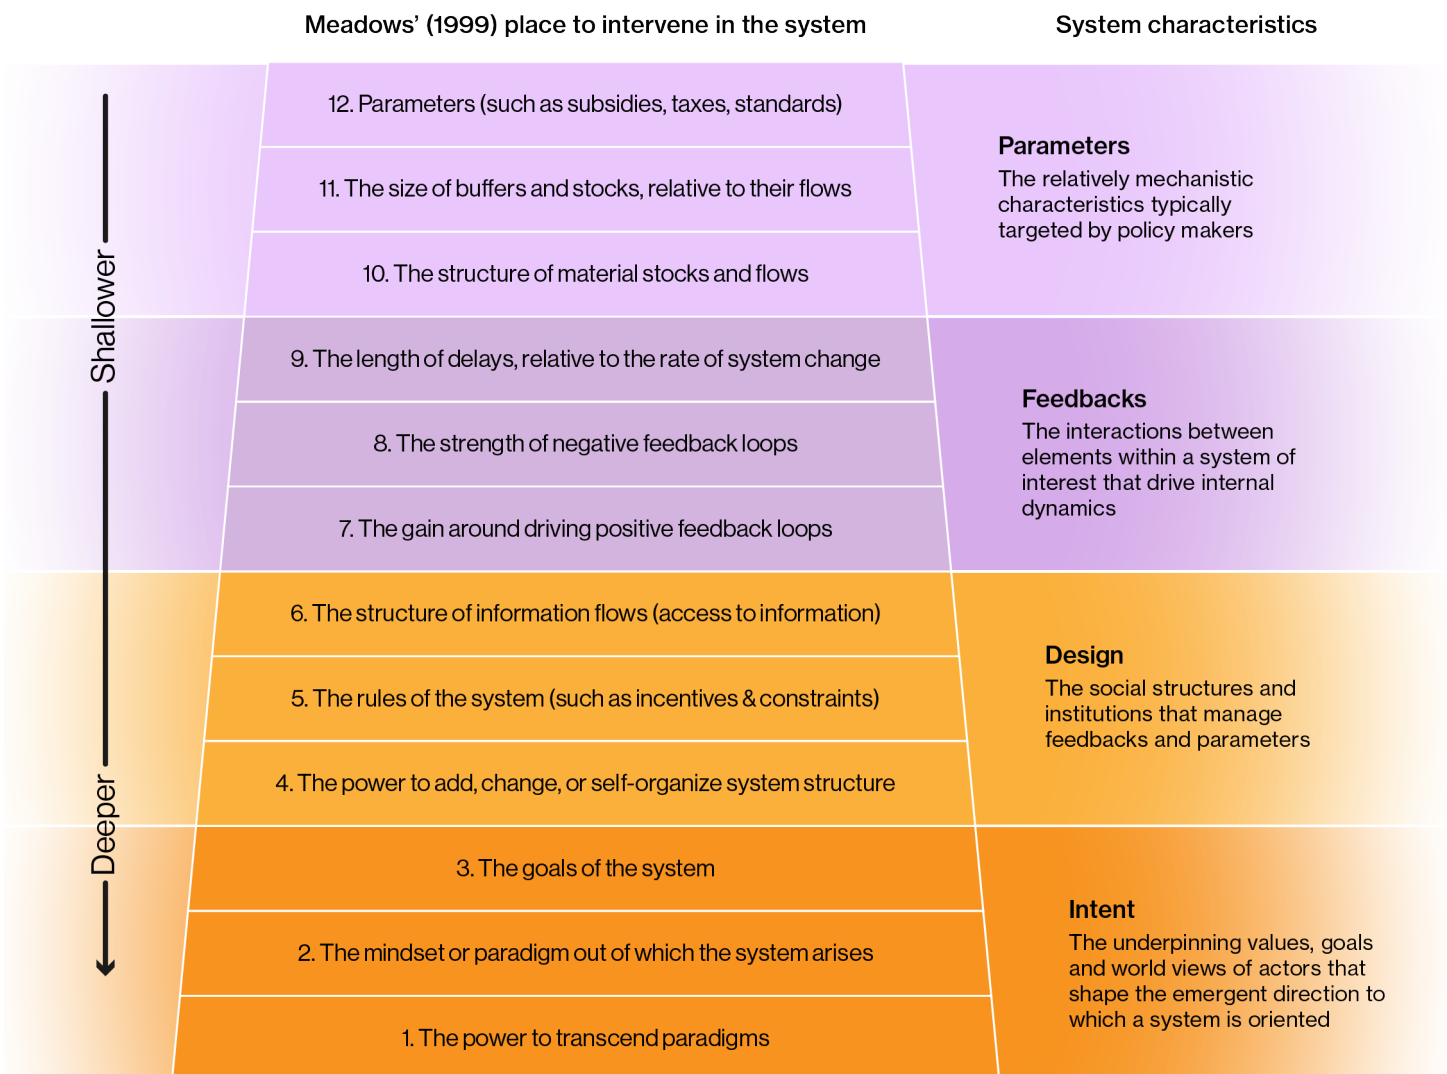 Meadows’ (1999) place to intervene in the system
System characteristics
Shallower
Deeper
12. Parameters (such as subsidies, taxes, standards)
11. The size of buffers and stocks, relative to their flows
10. The structure of material stocks and flows
Parameters
The relatively mechanistic
characteristics typically
targeted by policy makers
9. The length of delays, relative to the rate of system change
8. The strength of negative feedback loops
7. The gain around driving positive feedback loops
Feedbacks
The interactions between
elements within a system of
interest that drive internal
dynamics
6. The structure of information flows (access to information)
5. The rules of the system (such as incentives & constraints)
4. The power to add, change, or self-organize system structure
Design
The social structures and
institutions that manage
feedbacks and parameters
3. The goals of the system
2. The mindset or paradigm out of which the system arises
1. The power to transcend paradigms
Intent
The underpinning values, goals
and world views of actors that
shape the emergent direction to
which a system is oriented